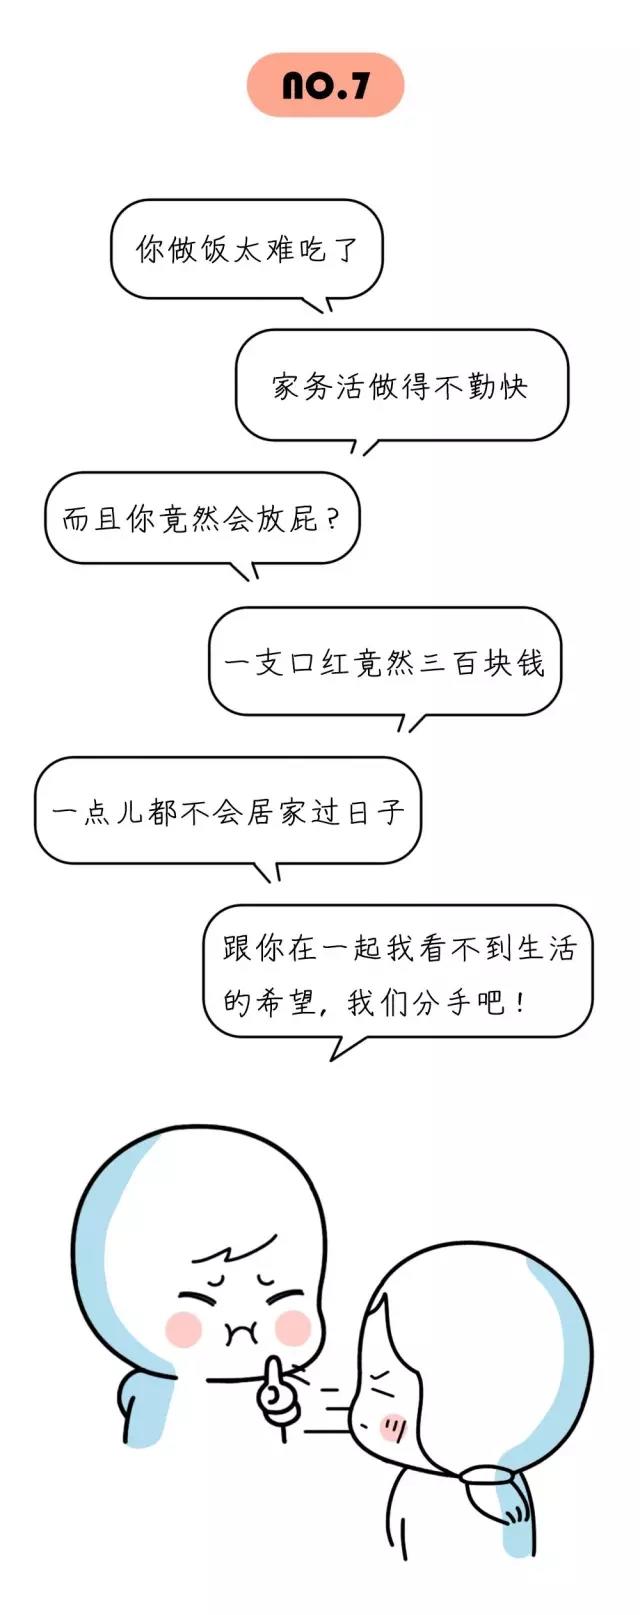 NO.7
你做饭太难吃了
家务活做得不勤快
而且你竟然会放屁？
一支口红竟然三百块钱
一点儿都不会居家过日子
跟你在一起我看不到生活
的希望，我们分手吧！